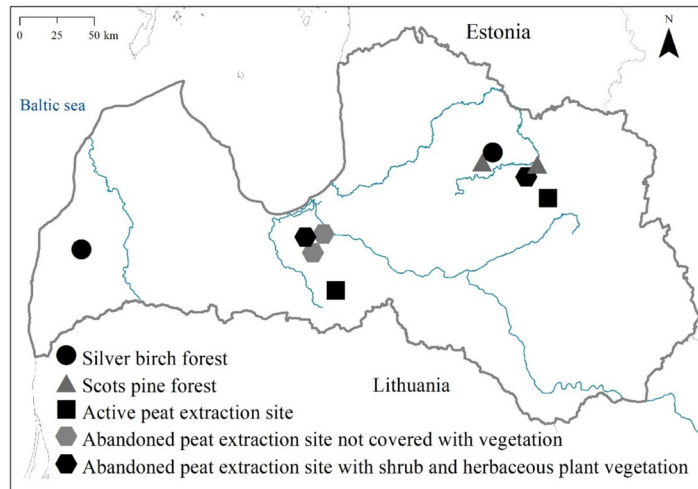 0 25 50
km
Estonia
N
Baltic sea
Lithuania
Silver birch forest
Scots pine forest
Active peat extraction site
Abandoned peat extraction site not covered with vegetation
Abandoned peat extraction site with shrub and herbaceous plant vegetation